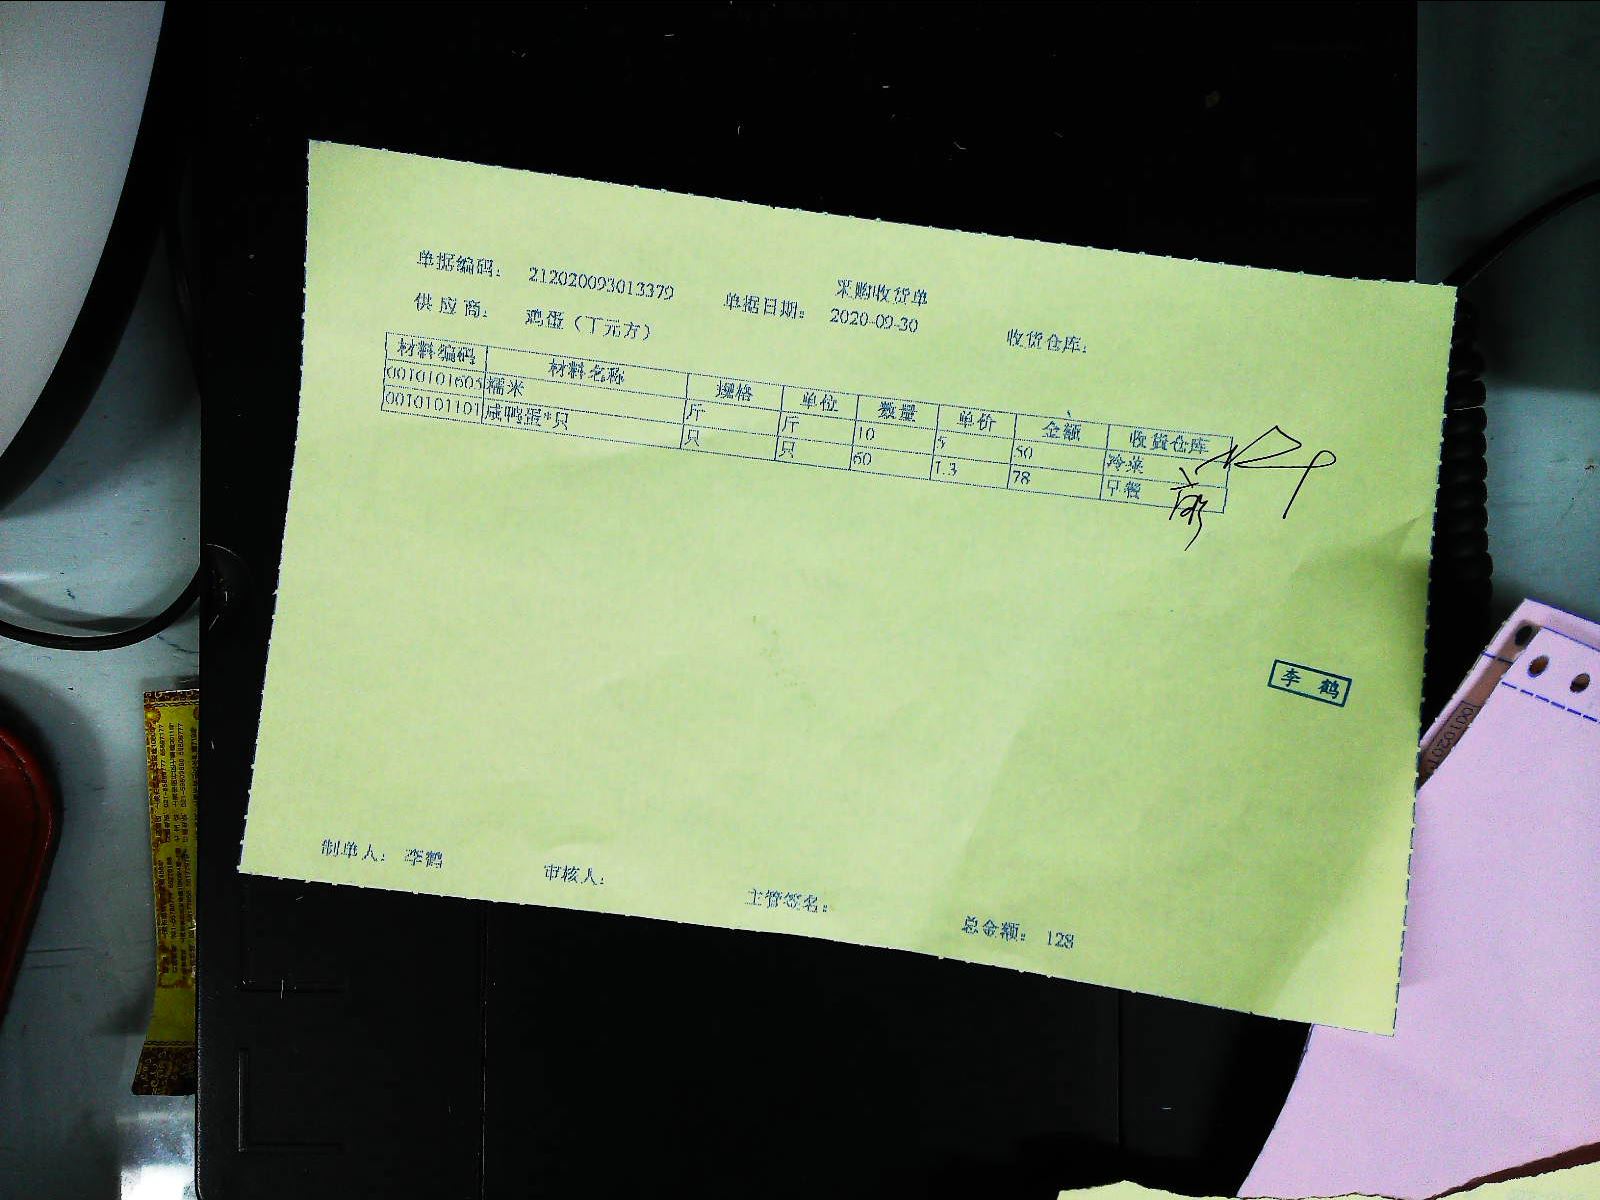 采购收货单
单据编码： 212020093013379 单据日期： 2020-09-30 收货仓库：
供应商： 鸡蛋（丁元方）
材料编码 材料名称 规格 单位 数量 单价 金额 收货仓库
0010101605 糯米 斤 斤 10 5 50 冷菜
0010101101 咸鸭蛋*只 只 只 60 1.3 78 早餐
李鹤
制单人： 李鹤 审核人： 主管签名： 总金额： 128